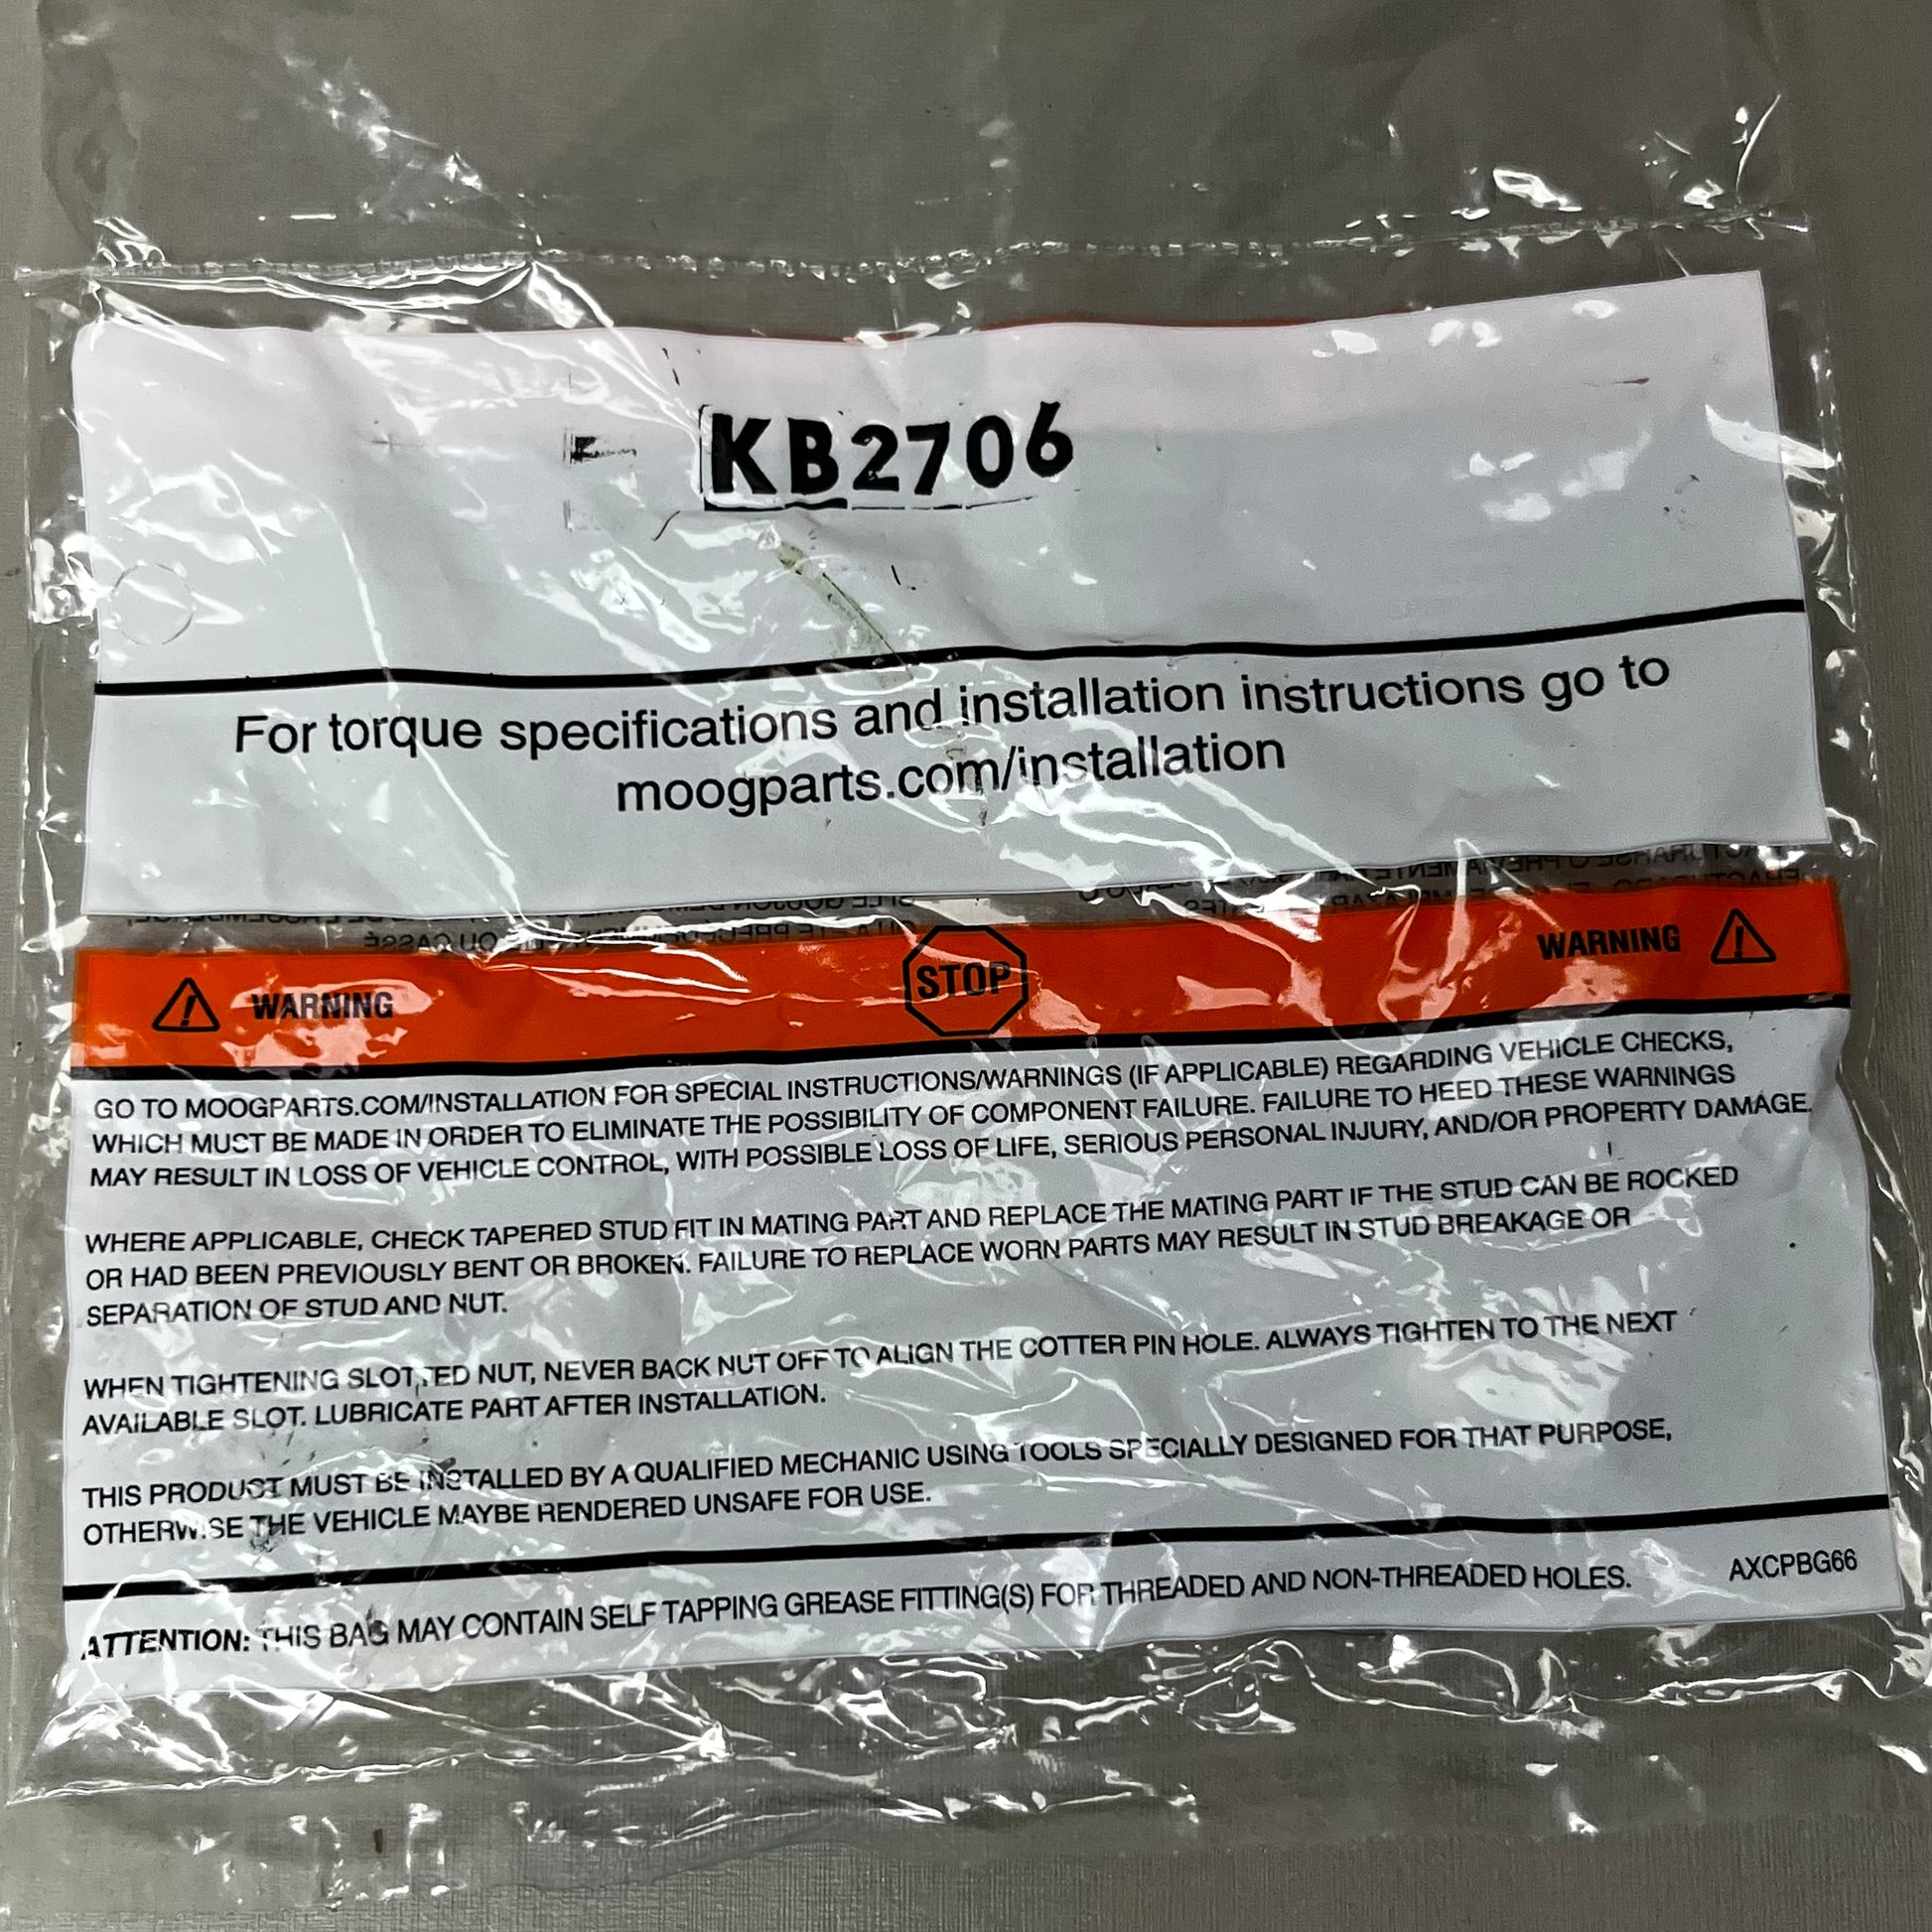 KB2706
For torque specifications and installation instructions go to
moogparts.com/installation
WARNING STOP WARNING
GO TO MOOGPARTS.COM/INSTALLATION FOR SPECIAL INSTRUCTIONS/WARNINGS (IF APPLICABLE) REGARDING VEHICLE CHECKS,
WHICH MUST BE MADE IN ORDER TO ELIMINATE THE POSSIBILITY OF COMPONENT FAILURE. FAILURE TO HEED THESE WARNINGS
MAY RESULT IN LOSS OF VEHICLE CONTROL, WITH POSSIBLE LOSS OF LIFE, SERIOUS PERSONAL INJURY, AND/OR PROPERTY DAMAGE.
WHERE APPLICABLE, CHECK TAPERED STUD FIT IN MATING PART AND REPLACE THE MATING PART IF THE STUD CAN BE ROCKED
OR HAD BEEN PREVIOUSLY BENT OR BROKEN. FAILURE TO REPLACE WORN PARTS MAY RESULT IN STUD BREAKAGE OR
SEPARATION OF STUD AND NUT.
WHEN TIGHTENING SLOTTED NUT, NEVER BACK NUT OFF TO ALIGN THE COTTER PIN HOLE. ALWAYS TIGHTEN TO THE NEXT
AVAILABLE SLOT. LUBRICATE PART AFTER INSTALLATION.
THIS PRODUCT MUST BE INSTALLED BY A QUALIFIED MECHANIC USING TOOLS SPECIALLY DESIGNED FOR THAT PURPOSE,
OTHERWISE THE VEHICLE MAYBE RENDERED UNSAFE FOR USE.
ATTENTION: THIS BAG MAY CONTAIN SELF TAPPING GREASE FITTING(S) FOR THREADED AND NON-THREADED HOLES. AXCPBG66